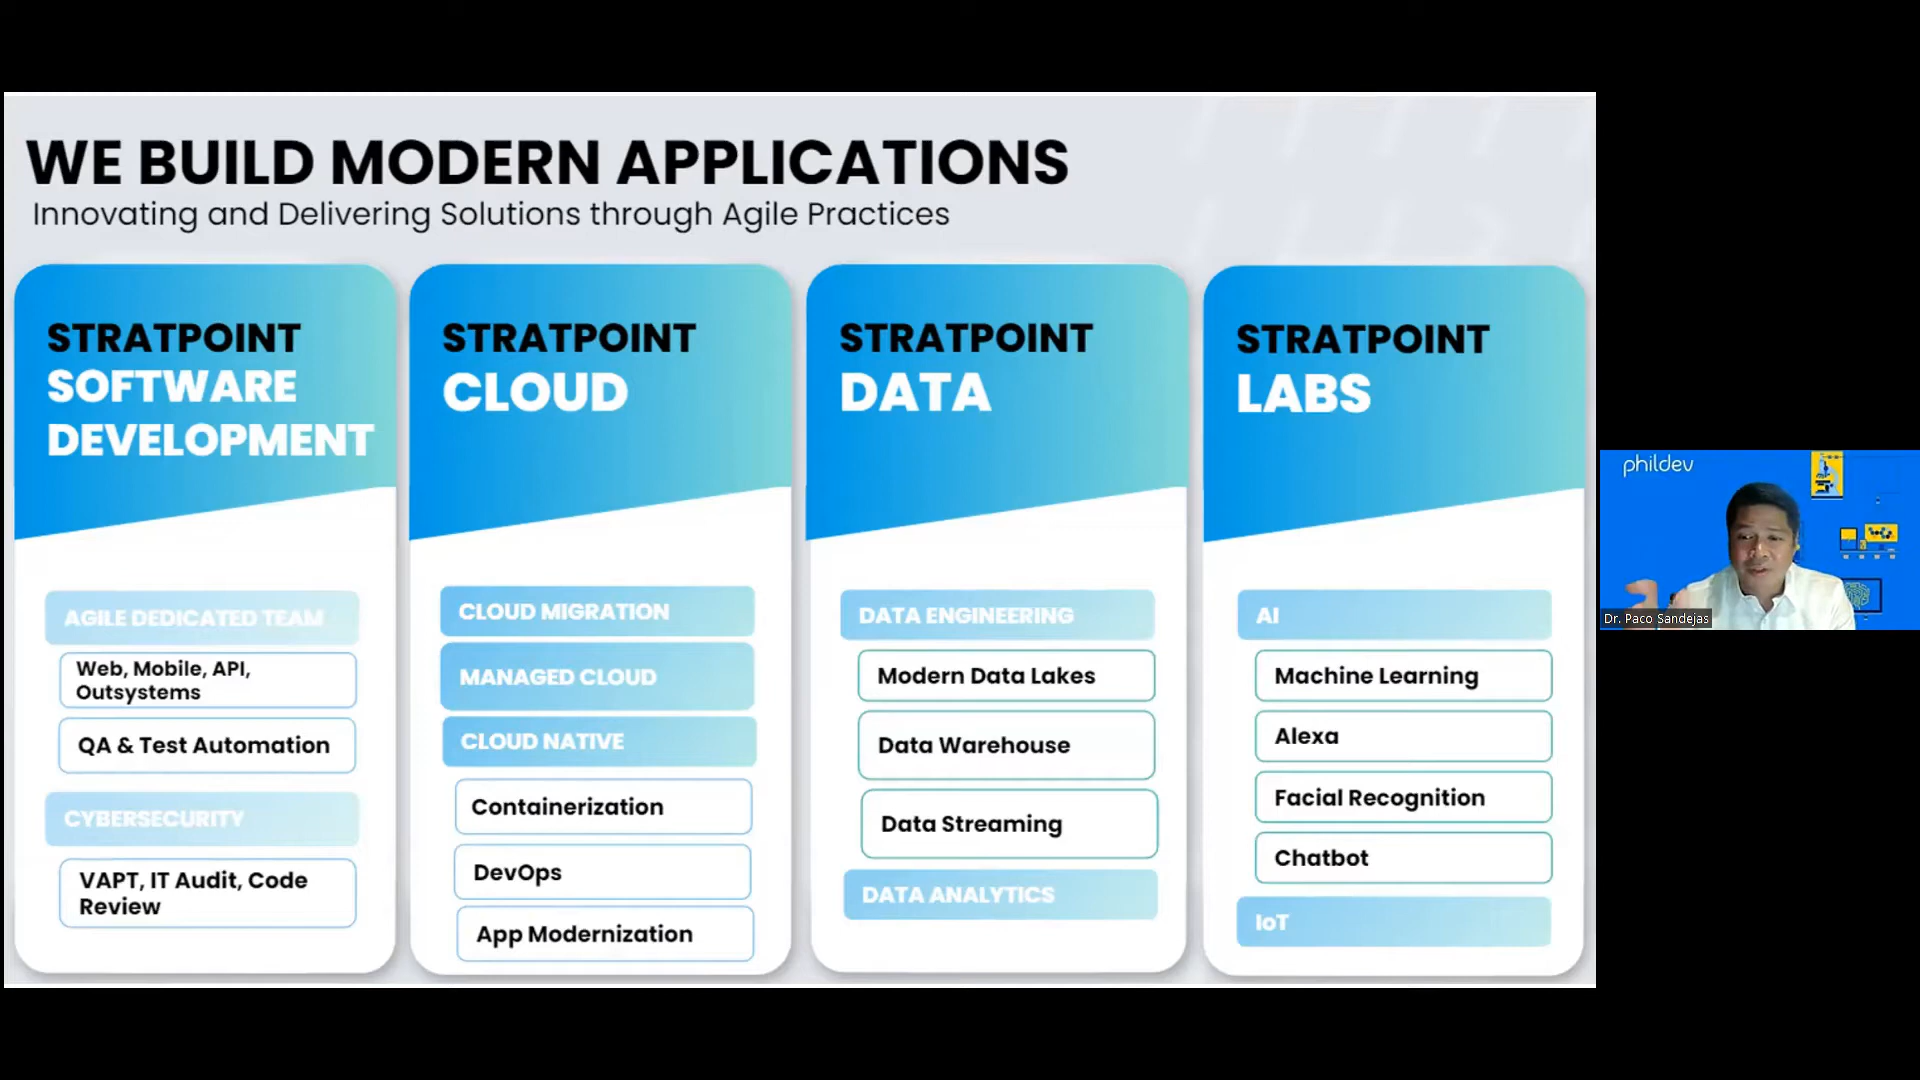 WE BUILD MODERN APPLICATIONS
Innovating and Delivering Solutions through Agile Practices
STRATPOINT
SOFTWARE
DEVELOPMENT
AGILE DEDICATED TEAM
Web, Mobile, API,
Outsystems
QA & Test Automation
CYBERSECURITY
VAPT, IT Audit, Code
Review
STRATPOINT
CLOUD
CLOUD MIGRATION
MANAGED CLOUD
CLOUD NATIVE
Containerization
DevOps
App Modernization
STRATPOINT
DATA
DATA ENGINEERING
Modern Data Lakes
Data Warehouse
Data Streaming
DATA ANALYTICS
STRATPOINT
LABS
AI
Machine Learning
Alexa
Facial Recognition
Chatbot
IoT
phildev
Dr. Paco Sandejas